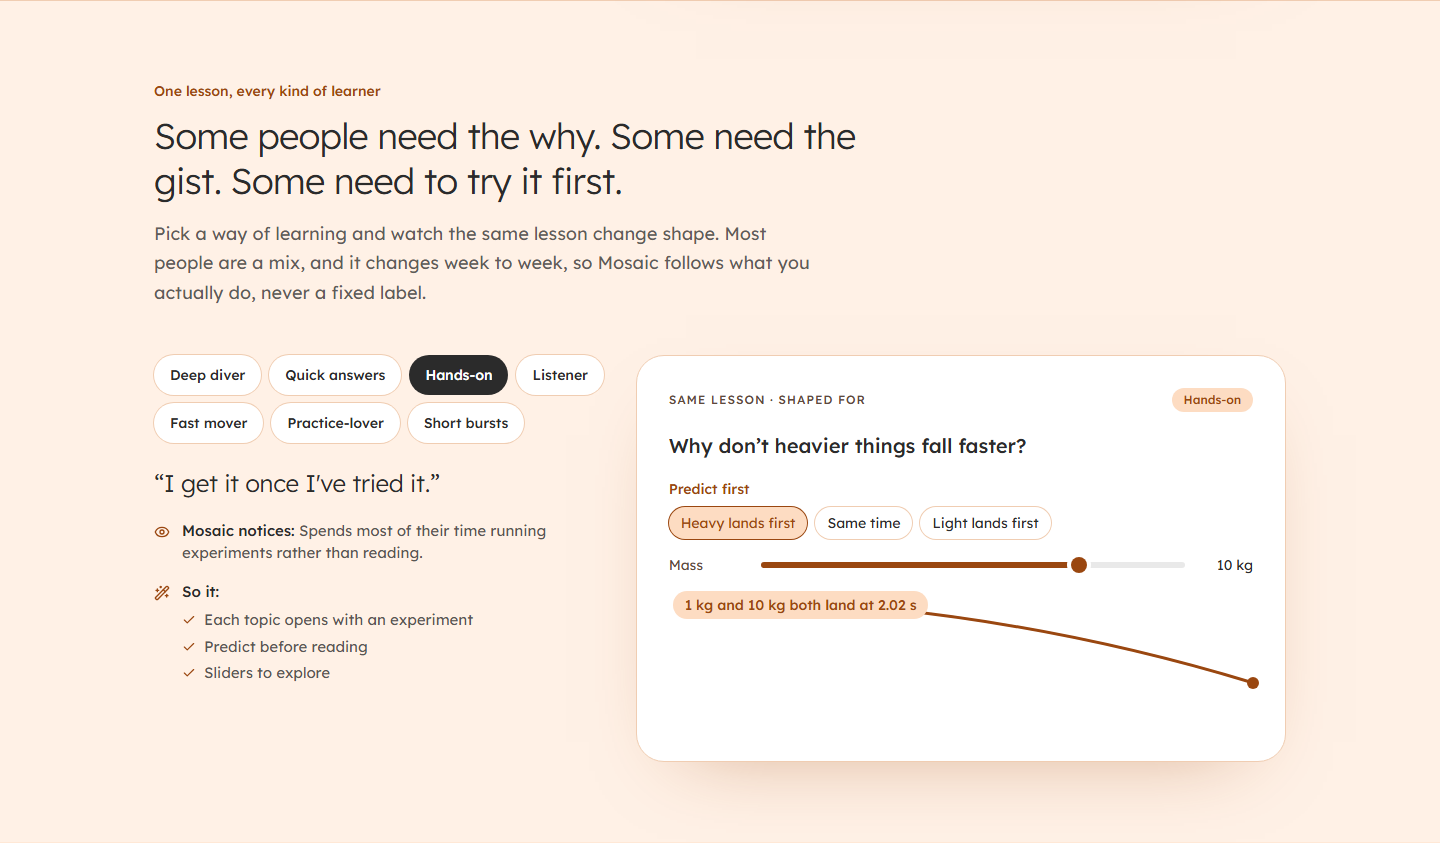 One lesson, every kind of learner
Some people need the why. Some need the
gist. Some need to try it first.
Pick a way of learning and watch the same lesson change shape. Most
people are a mix, and it changes week to week, so Mosaic follows what you
actually do, never a fixed label.
Deep diver
Quick answers
Hands-on
Listener
Fast mover
Practice-lover
Short bursts
“I get it once I've tried it.”
Mosaic notices: Spends most of their time running
experiments rather than reading.
So it:
Each topic opens with an experiment
Predict before reading
Sliders to explore
SAME LESSON · SHAPED FOR
Hands-on
Why don’t heavier things fall faster?
Predict first
Heavy lands first
Same time
Light lands first
Mass
10 kg
1 kg and 10 kg both land at 2.02 s